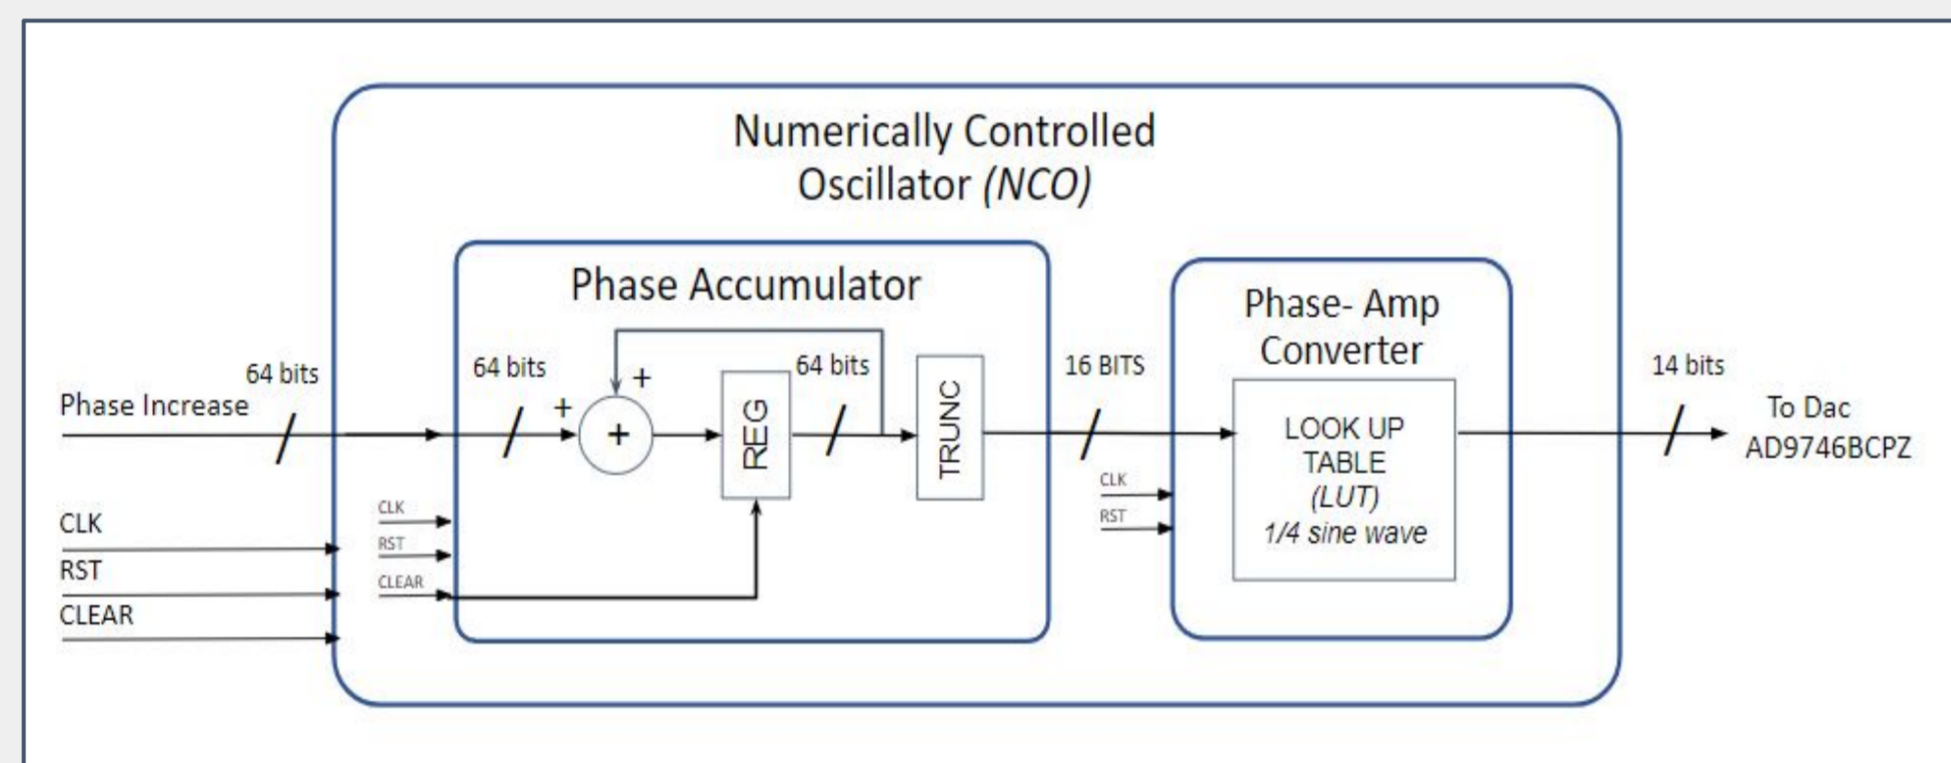 Numerically Controlled
Oscillator (NCO)
Phase Accumulator
Phase- Amp
Converter
64 bits
Phase Increase
64 bits
+
+
+
REG
64 bits
TRUNC
16 BITS
LOOK UP
TABLE
(LUT)
1/4 sine wave
14 bits
To Dac
AD9746BCPZ
CLK
RST
CLEAR
CLK
RST
CLEAR
CLK
RST